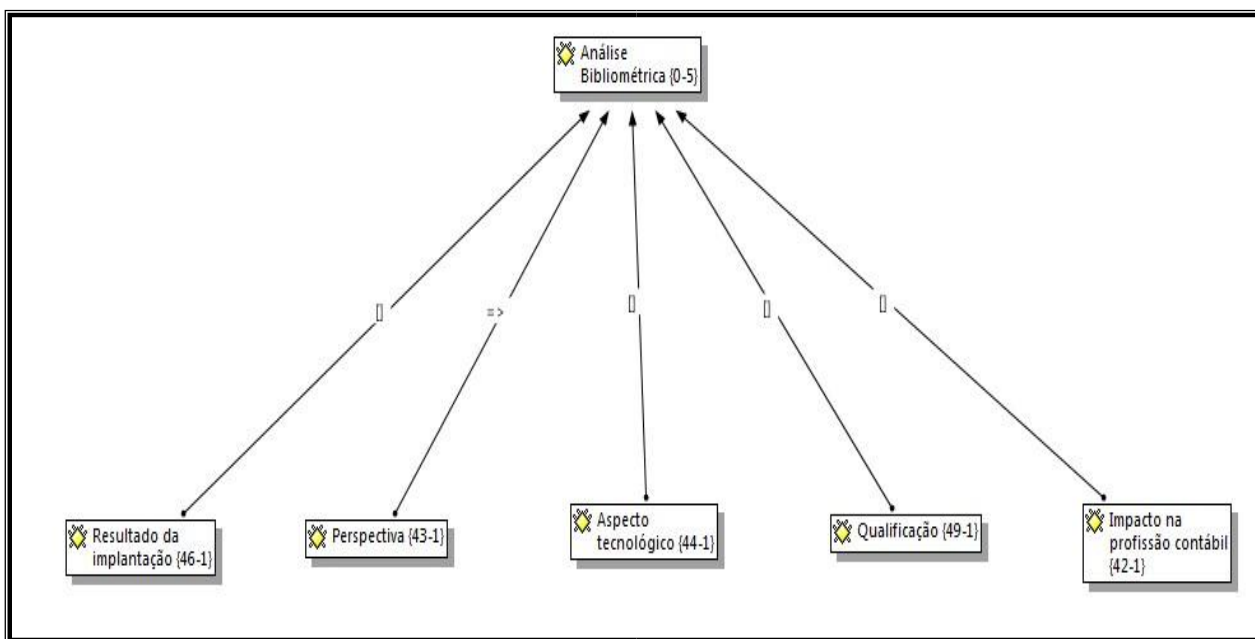 Análise
Bibliométrica {0-5}
[]
=>
[]
[]
[]
Resultado da
implantação {46-1}
Perspectiva {43-1}
Aspecto
tecnológico {44-1}
Qualificação {49-1}
Impacto na
profissão contábil
{42-1}